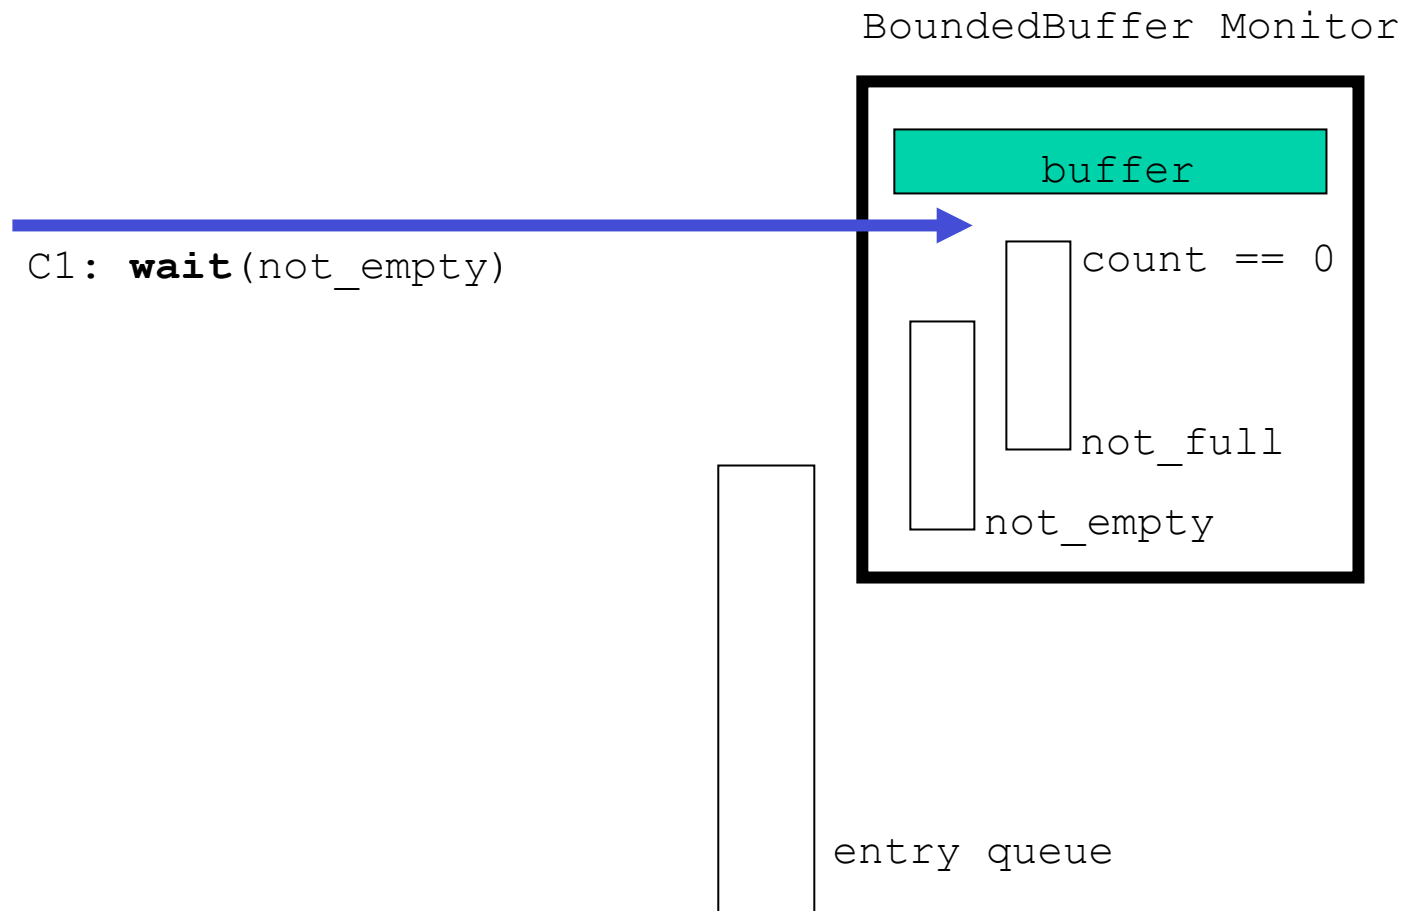 BoundedBuffer Monitor
buffer
C1: wait(not_empty)
count == 0
not_full
not_empty
entry queue